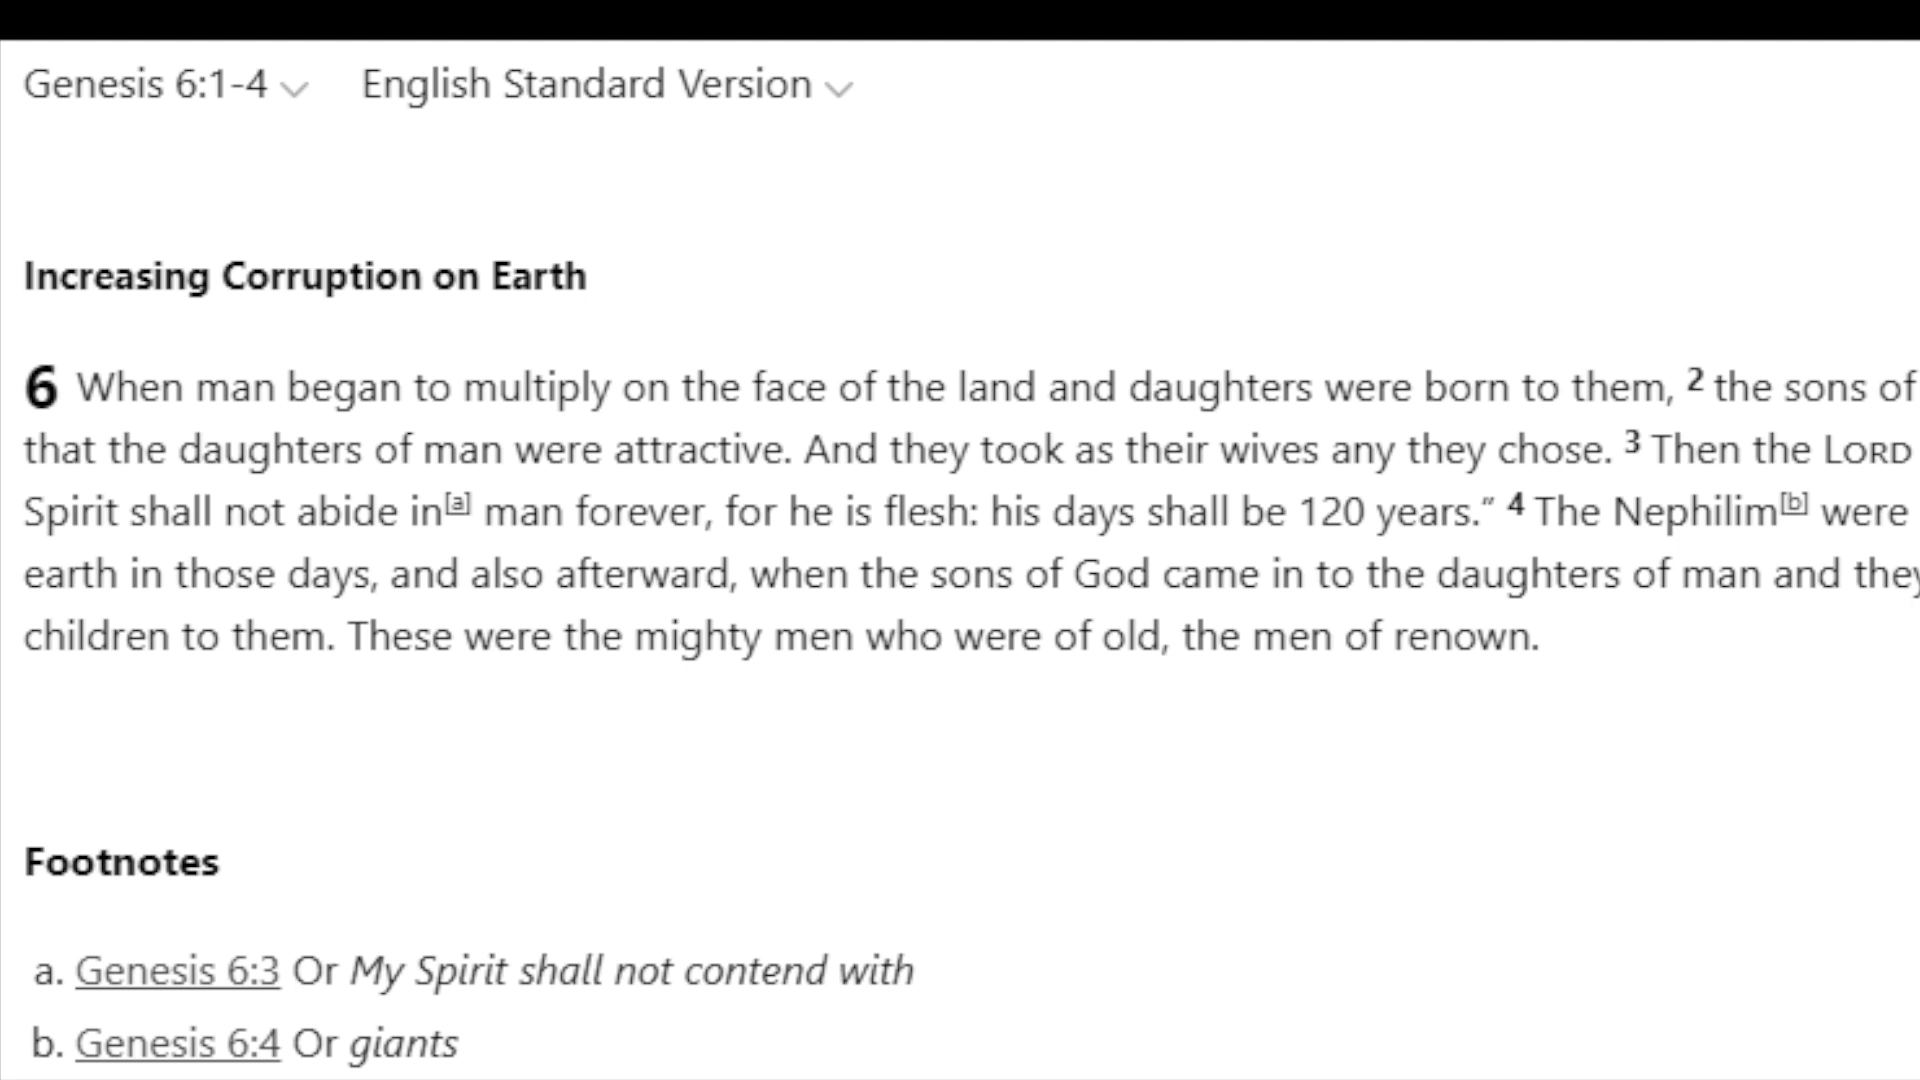 Genesis 6:1-4 English Standard Version
Increasing Corruption on Earth
6 When man began to multiply on the face of the land and daughters were born to them, 2 the sons of
that the daughters of man were attractive. And they took as their wives any they chose. 3 Then the LORD
Spirit shall not abide in[a] man forever, for he is flesh: his days shall be 120 years.” 4 The Nephilim[b] were
earth in those days, and also afterward, when the sons of God came in to the daughters of man and they
children to them. These were the mighty men who were of old, the men of renown.
Footnotes
a. Genesis 6:3 Or My Spirit shall not contend with
b. Genesis 6:4 Or giants